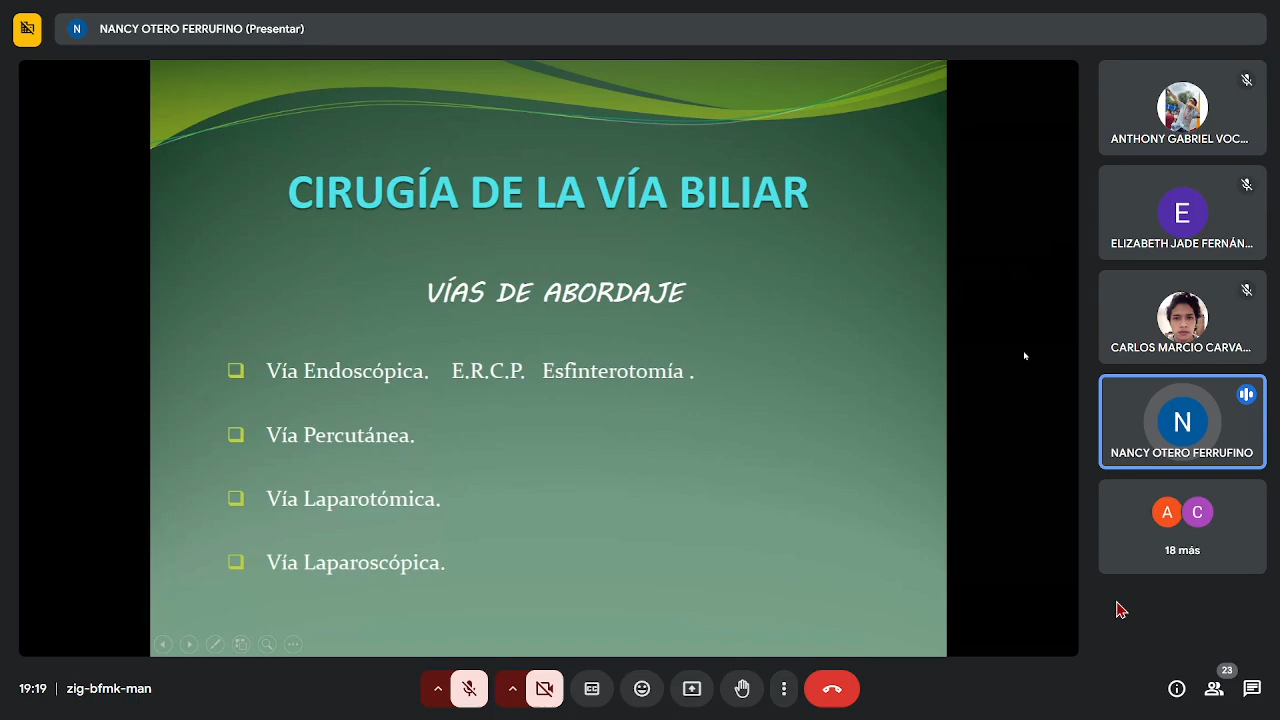 N NANCY OTERO FERRUFINO (Presentar)
CIRUGÍA DE LA VÍA BILIAR
VÍAS DE ABORDAJE
Vía Endoscópica. E.R.C.P. Esfinterotomía .
Vía Percutánea.
Vía Laparotómica.
Vía Laparoscópica.
ANTHONY GABRIEL VOC...
E
ELIZABETH JADE FERNÁN...
CARLOS MARCIO CARVA...
N
NANCY OTERO FERRUFINO
A C
18 más
19:19 | zig-bfmk-man
CC
23